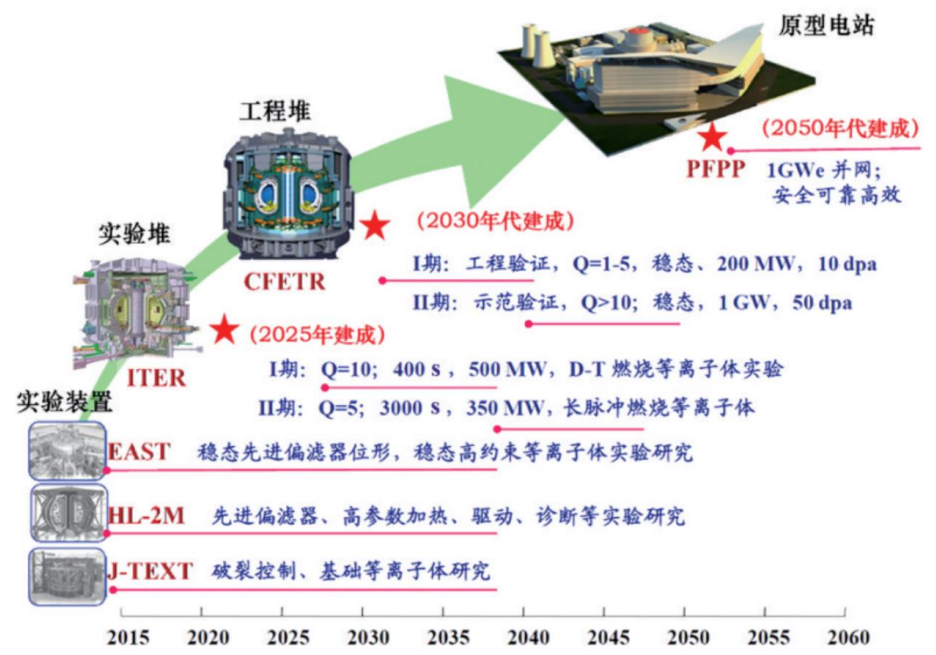 原型电站
(2050年代建成)
PFPP
1GWe 并网;
安全可靠高效
工程堆
CFETR
(2030年代建成)
I期: 工程验证, Q=1-5, 稳态、200 MW, 10 dpa
II期: 示范验证, Q>10; 稳态, 1 GW, 50 dpa
实验堆
ITER
(2025年建成)
I期: Q=10; 400 s, 500 MW, D-T 燃烧等离子体实验
II期: Q=5; 3000 s, 350 MW, 长脉冲燃烧等离子体
实验装置
EAST 稳态先进偏滤器位形, 稳态高约束等离子体实验研究
HL-2M 先进偏滤器、高参数加热、驱动、诊断等实验研究
J-TEXT 破裂控制、基础等离子体研究
2015 2020 2025 2030 2035 2040 2045 2050 2055 2060